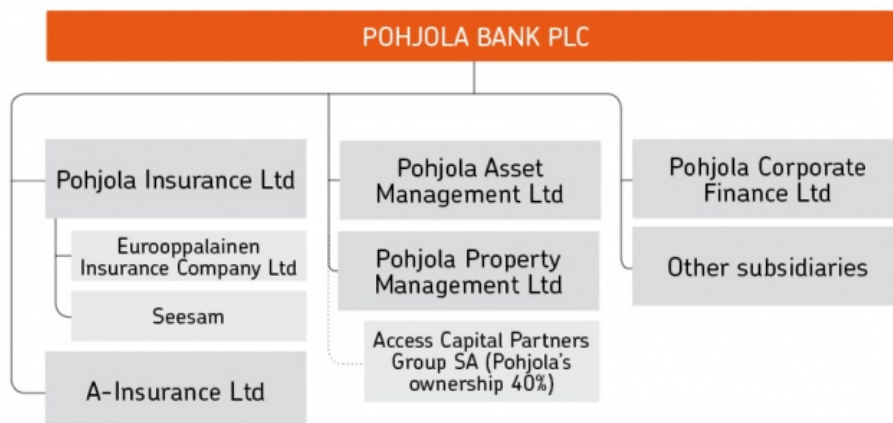 POHJOLA BANK PLC
Pohjola Insurance Ltd
Eurooppalainen
Insurance Company Ltd
Seesam
A-Insurance Ltd
Pohjola Asset
Management Ltd
Pohjola Property
Management Ltd
Access Capital Partners
Group SA (Pohjola's
ownership 40%)
Pohjola Corporate
Finance Ltd
Other subsidiaries